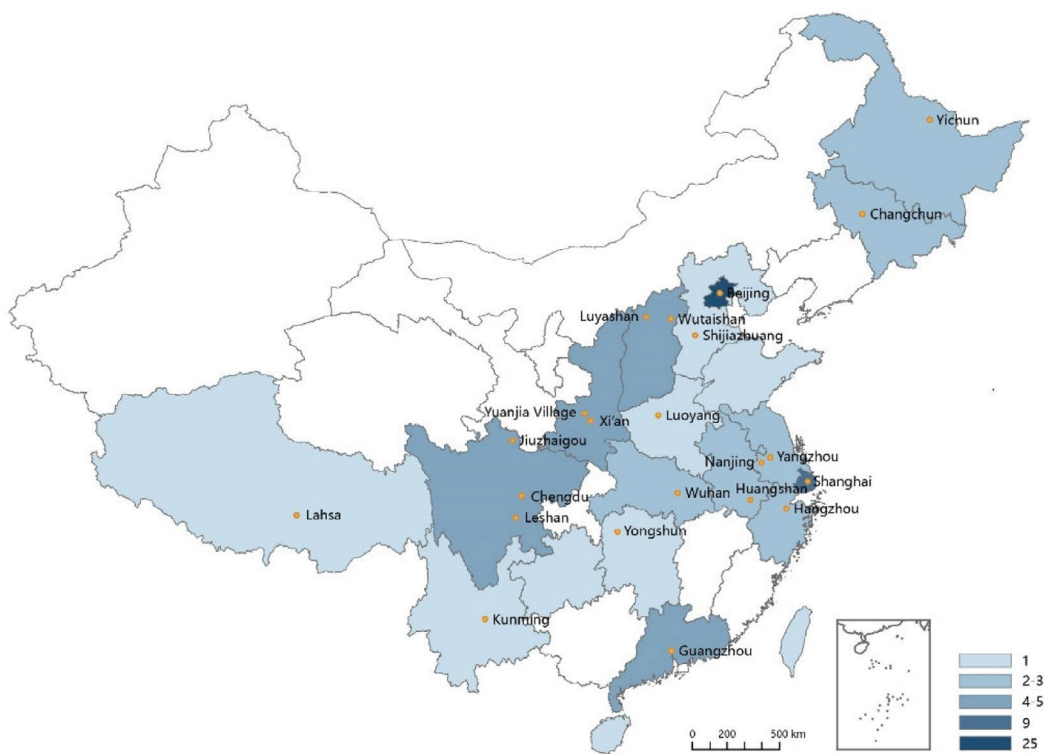 Yichun
Changchun
Beijing
Luyashan
Wutaishan
Shijiazhuang
Yuanjia Village
Luoyang
Xi'an
Jiuzhaigou
Yangzhou
Nanjing
Shanghai
Chengdu
Wuhan
Huangshan
Hangzhou
Lahsa
Leshan
Yongshun
Kunming
Guangzhou
1
2-3
4-5
9
25
0 200 500 km